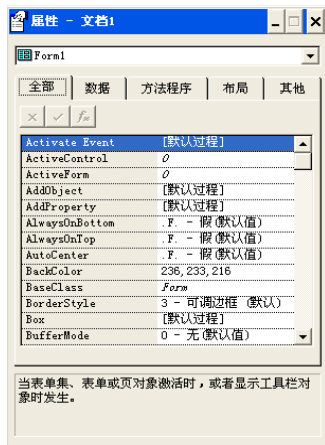 属性 - 文档1
Form1
全部 数据 方法程序 布局 其他
× ✓ fx
Activate Event [默认过程]
ActiveControl 0
ActiveForm 0
AddObject [默认过程]
AddProperty [默认过程]
AlwaysOnBottom .F. - 假(默认值)
AlwaysOnTop .F. - 假(默认值)
AutoCenter .F. - 假(默认值)
BackColor 236,233,216
BaseClass Form
BorderStyle 3 - 可调边框 (默认)
Box [默认过程]
BufferMode 0 - 无(默认值)
当表单集、表单或页对象激活时,或者显示工具栏对
象时发生。